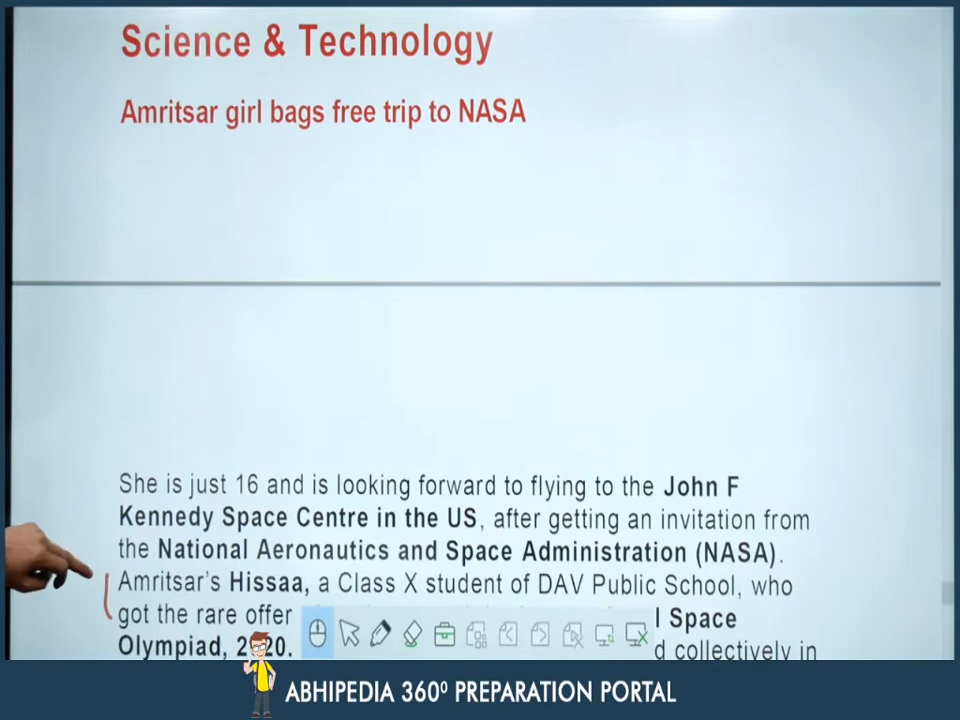 Science & Technology
Amritsar girl bags free trip to NASA
She is just 16 and is looking forward to flying to the John F
Kennedy Space Centre in the US, after getting an invitation from
the National Aeronautics and Space Administration (NASA).
Amritsar's Hissaa, a Class X student of DAV Public School, who
got the rare offer l Space
Olympiad, 2020. d collectively in
ABHIPEDIA 360⁰ PREPARATION PORTAL